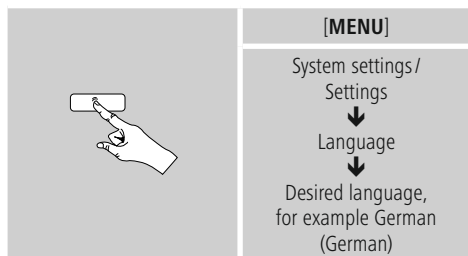 [MENU]
System settings /
Settings
🡫
Language
🡫
Desired language,
for example German
(German)